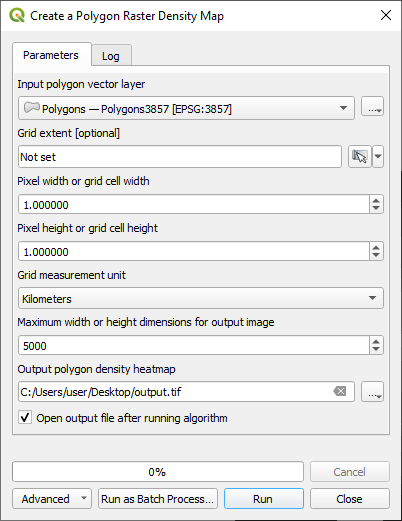 Create a Polygon Raster Density Map
Parameters
Log
Input polygon vector layer
Polygons — Polygons3857 [EPSG:3857]
...
Grid extent [optional]
Not set
Pixel width or grid cell width
1.000000
Pixel height or grid cell height
1.000000
Grid measurement unit
Kilometers
Maximum width or height dimensions for output image
5000
Output polygon density heatmap
C:/Users/user/Desktop/output.tif
...
Open output file after running algorithm
0%
Cancel
Advanced
Run as Batch Process...
Run
Close